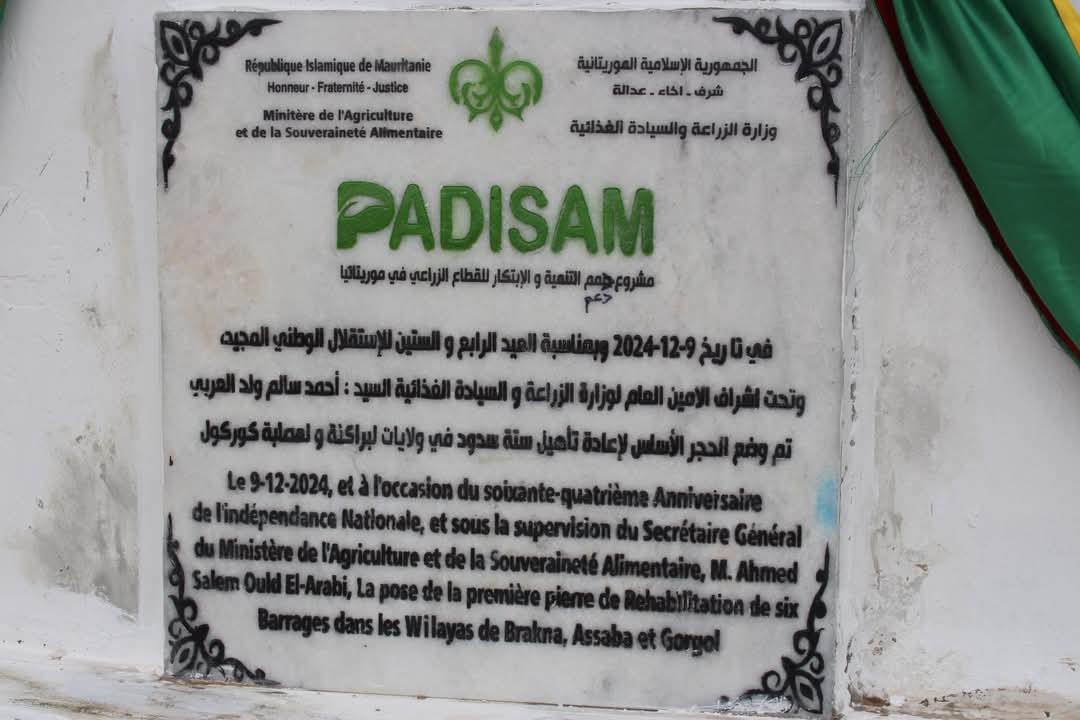 République Islamique de Mauritanie
Honneur - Fraternité - Justice
Minitère de l'Agriculture
et de la Souveraineté Alimentaire
الجمهورية الإسلامية الموريتانية
شرف - اخاء - عدالة
وزارة الزراعة والسيادة الغذائية
PADISAM
مشروع دمم التنمية و الإبتكار للقطاع الزراعي في موريتانيا
دعم
في تاريخ 9-12-2024 وبمناسبة العيد الرابع و الستين للإستقلال الوطني المجيد
وتحت اشراف الامين العام لوزارة الزراعة و السيادة الغذائية السيد : أحمد سالم ولد العربي
تم وضع الحجر الأساس لإعادة تأهيل ستة سدود في ولايات لبراكنة و لعصابة كوركول
Le 9-12-2024, et à l'occasion du soixante-quatrième Anniversaire
de l'indépendance Nationale, et sous la supervision du Secrétaire Général
du Ministère de l'Agriculture et de la Souveraineté Alimentaire, M. Ahmed
Salem Ould El-Arabi, La pose de la première pierre de Rehabilitation de six
Barrages dans les Wilayas de Brakna, Assaba et Gorgol